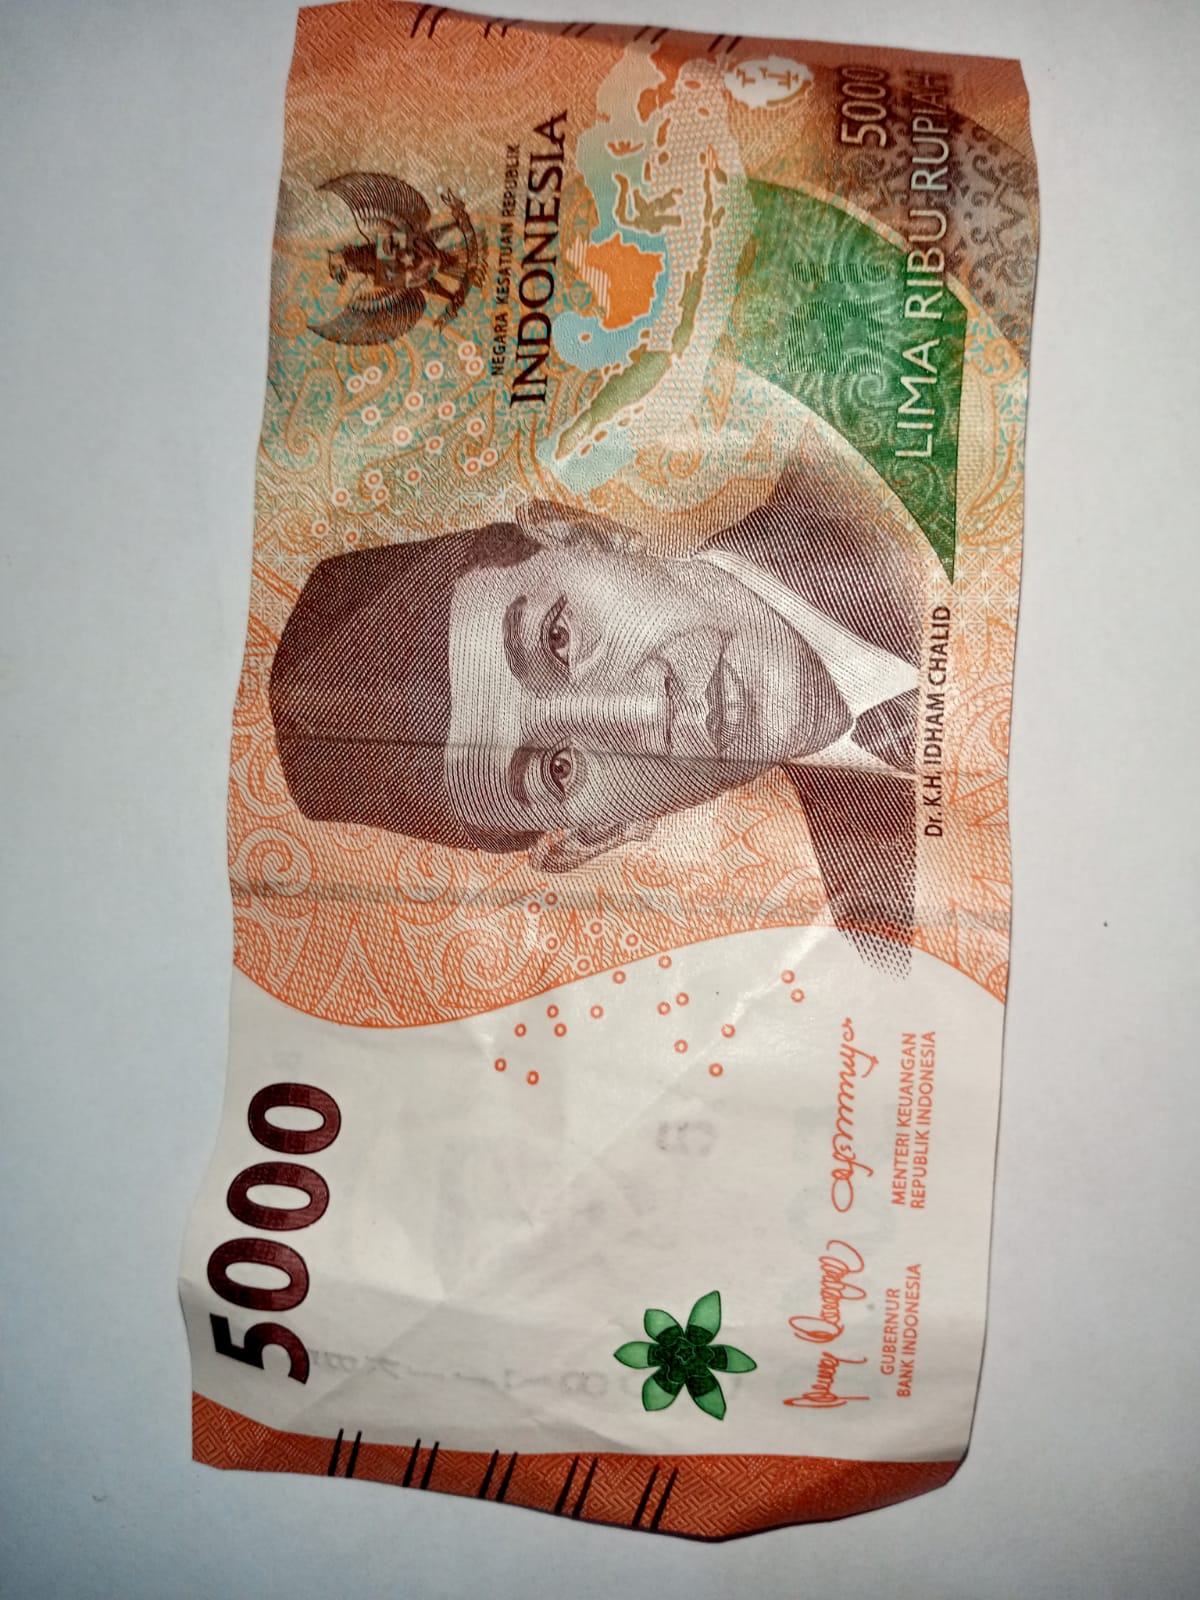 5000
NEGARA KESATUAN REPUBLIK
INDONESIA
5000
LIMA RIBU RUPIAH
Dr. K.H. IDHAM CHALID
GUBERNUR
BANK INDONESIA
MENTERI KEUANGAN
REPUBLIK INDONESIA